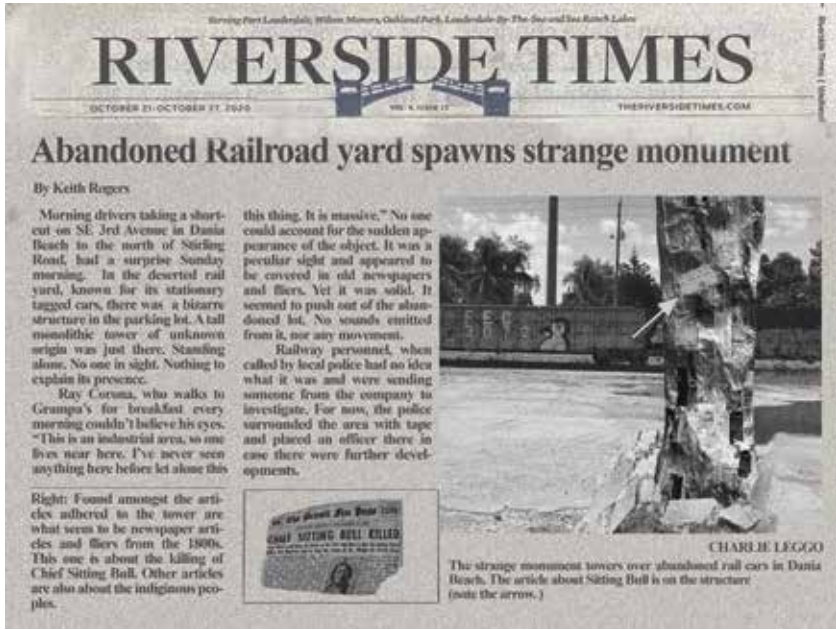 Serving Fort Lauderdale, Wilton Manors, Oakland Park, Lauderdale-By-The-Sea and Sea Ranch Lakes
RIVERSIDE TIMES
OCTOBER 21-OCTOBER 27, 2020
VOL. ISSUE
THERIVERSIDETIMES.COM
Riverside Times |
Abandoned Railroad yard spawns strange monument
By Keith Rogers
Morning drivers taking a short-
cut on SE 3rd Avenue in Dania
Beach to the north of Stirling
Road, had a surprise Sunday
morning. In the deserted rail
yard, known for its stationary
tagged cars, there was a bizarre
structure in the parking lot. A tall
monolithic tower of unknown
origin was just there. Standing
alone. No one in sight. Nothing to
explain its presence.
Ray Corona, who walks to
Grampa's for breakfast every
morning couldn't believe his eyes.
"This is an industrial area, so one
lives near here. I've never seen
anything here before let alone this
this thing. It is massive." No one
could account for the sudden ap-
pearance of the object. It was a
peculiar sight and appeared to
be covered in old newspapers
and fliers. Yet it was solid. It
seemed to push out of the aban-
doned lot. No sounds emitted
from it, nor any movement.
Railway personnel, when
called by local police had no idea
what it was and were sending
someone from the company to
investigate. For now, the police
surrounded the area with tape
and placed an officer there in
case there were further devel-
opments.
Right: Found amongst the arti-
cles adhered to the tower are
what seem to be newspaper arti-
cles and fliers from the 1800s.
This one is about the killing of
Chief Sitting Bull. Other articles
are also about the indiginous peo-
ples.
CHIEF SITTING BULL KILLED
FEC
CHARLIE LEGGO
The strange monument towers over abandoned rail cars in Dania
Beach. The article about Sitting Bull is on the structure
(note the arrow.)